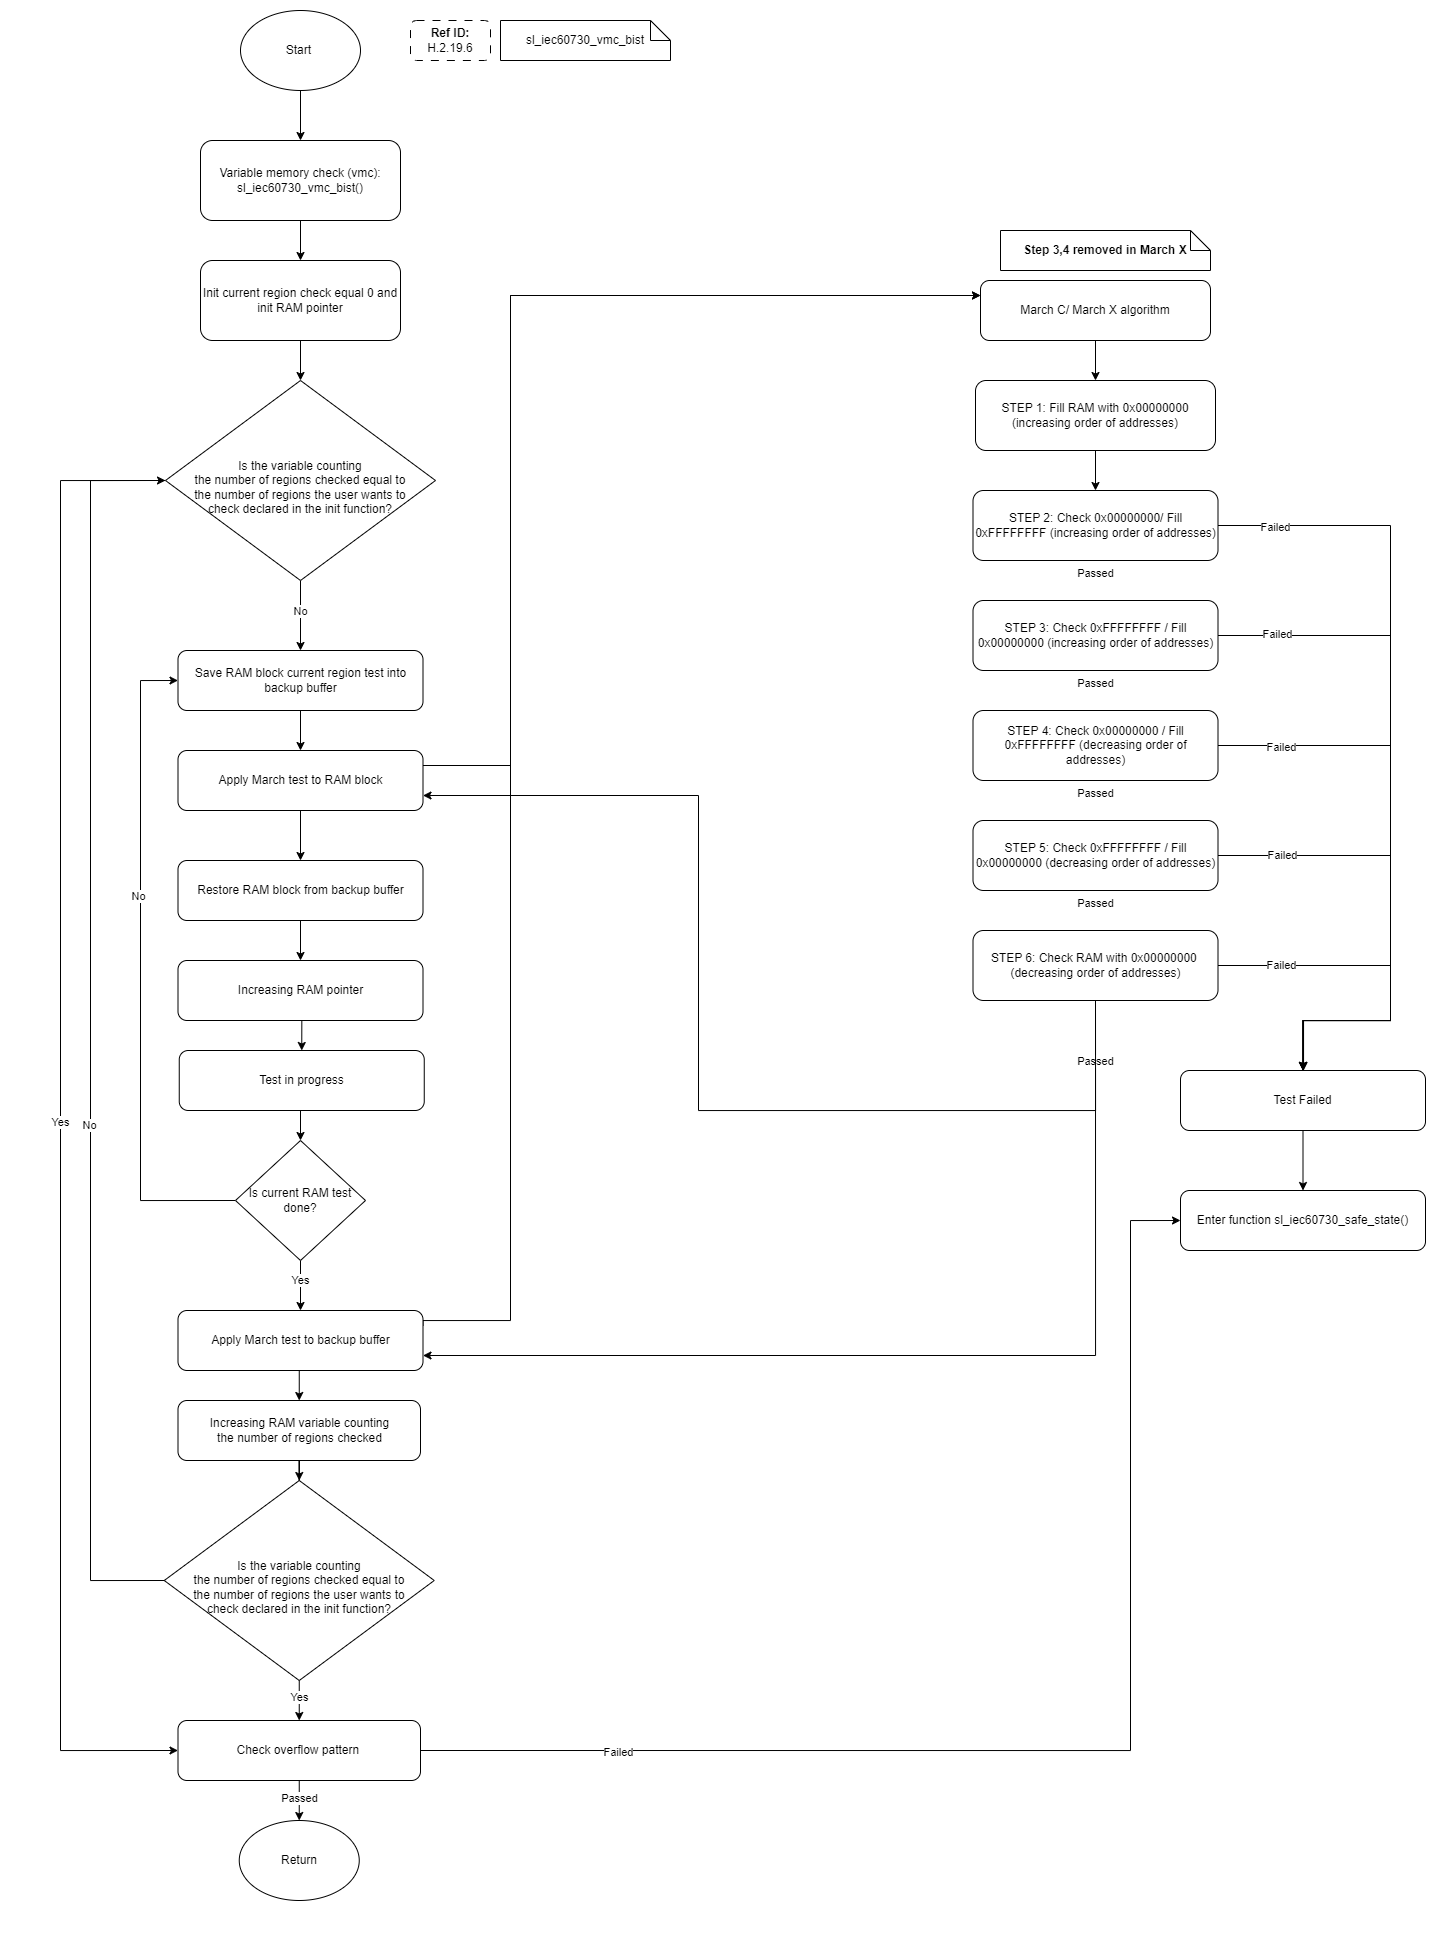 Start
Ref ID:
H.2.19.6
sl_iec60730_vmc_bist
Variable memory check (vmc):
sl_iec60730_vmc_bist()
Init current region check equal 0 and
init RAM pointer
Is the variable counting
the number of regions checked equal to
the number of regions the user wants to
check declared in the init function?
No
Save RAM block current region test into
backup buffer
Apply March test to RAM block
Restore RAM block from backup buffer
No
Increasing RAM pointer
Test in progress
Yes
No
Is current RAM test
done?
Yes
Apply March test to backup buffer
Increasing RAM variable counting
the number of regions checked
Is the variable counting
the number of regions checked equal to
the number of regions the user wants to
check declared in the init function?
Yes
Check overflow pattern
Failed
Passed
Return
Step 3,4 removed in March X
March C/ March X algorithm
STEP 1: Fill RAM with 0x00000000
(increasing order of addresses)
STEP 2: Check 0x00000000/ Fill
0xFFFFFFFF (increasing order of addresses)
Failed
Passed
STEP 3: Check 0xFFFFFFFF / Fill
0x00000000 (increasing order of addresses)
Failed
Passed
STEP 4: Check 0x00000000 / Fill
0xFFFFFFFF (decreasing order of
addresses)
Failed
Passed
STEP 5: Check 0xFFFFFFFF / Fill
0x00000000 (decreasing order of addresses)
Failed
Passed
STEP 6: Check RAM with 0x00000000
(decreasing order of addresses)
Failed
Passed
Test Failed
Enter function sl_iec60730_safe_state()